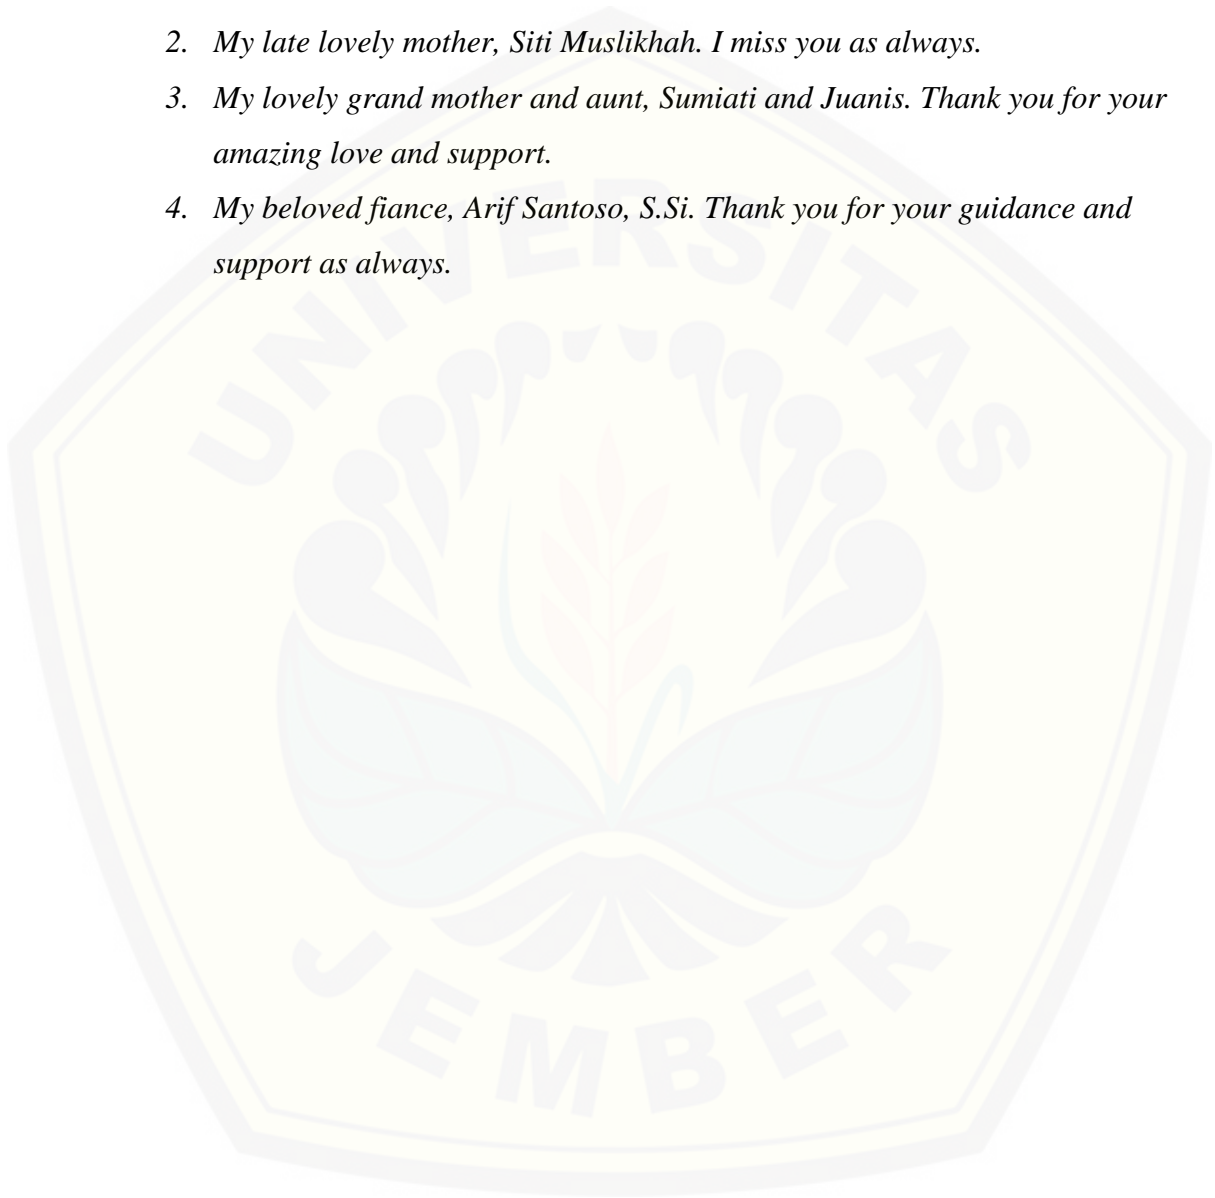 2. My late lovely mother, Siti Muslikhah. I miss you as always.
3. My lovely grand mother and aunt, Sumiati and Juanis. Thank you for your
amazing love and support.
4. My beloved fiance, Arif Santoso, S.Si. Thank you for your guidance and
support as always.
UNIVERSITAS
JEMBER